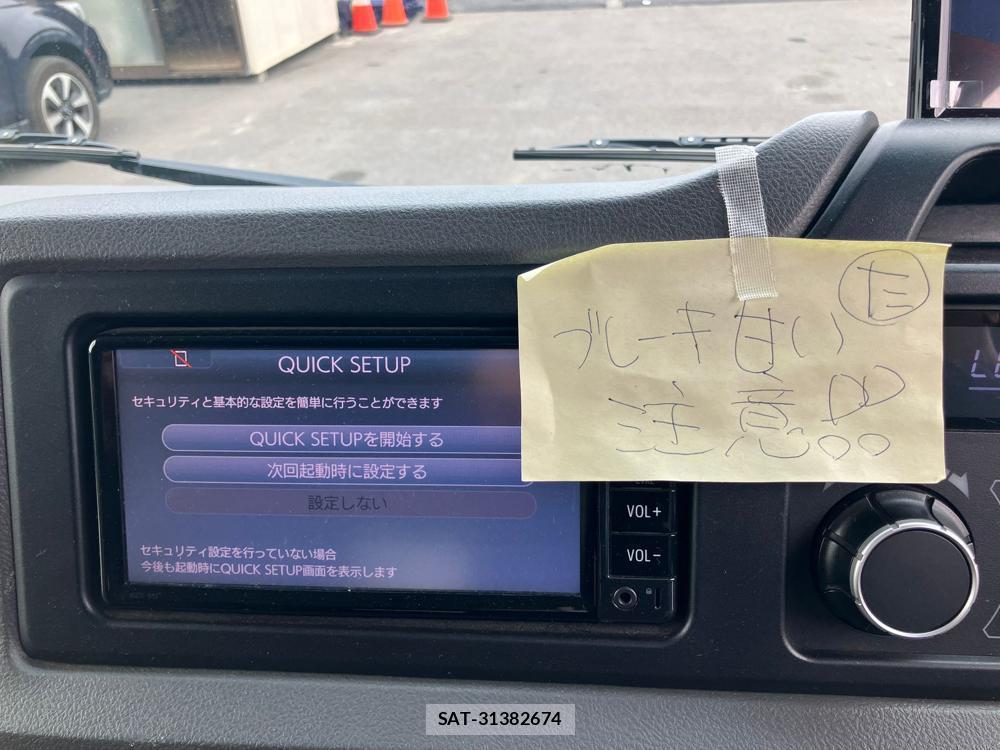 QUICK SETUP
セキュリティと基本的な設定を簡単に行うことができます
QUICK SETUPを開始する
次回起動時に設定する
設定しない
セキュリティ設定を行っていない場合
今後も起動時にQUICK SETUP画面を表示します
ブレーキ甘い
注意!!
VOL+
VOL-
SAT-31382674